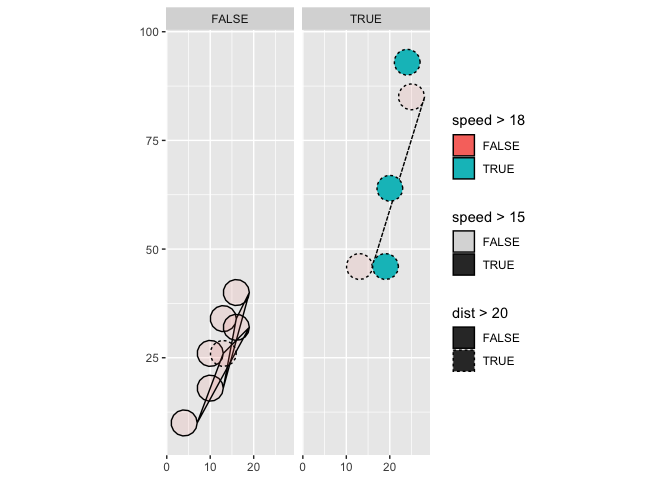 FALSE TRUE
100
75
50
25
0 10 20 0 10 20
speed > 18
FALSE
TRUE
speed > 15
FALSE
TRUE
dist > 20
FALSE
TRUE